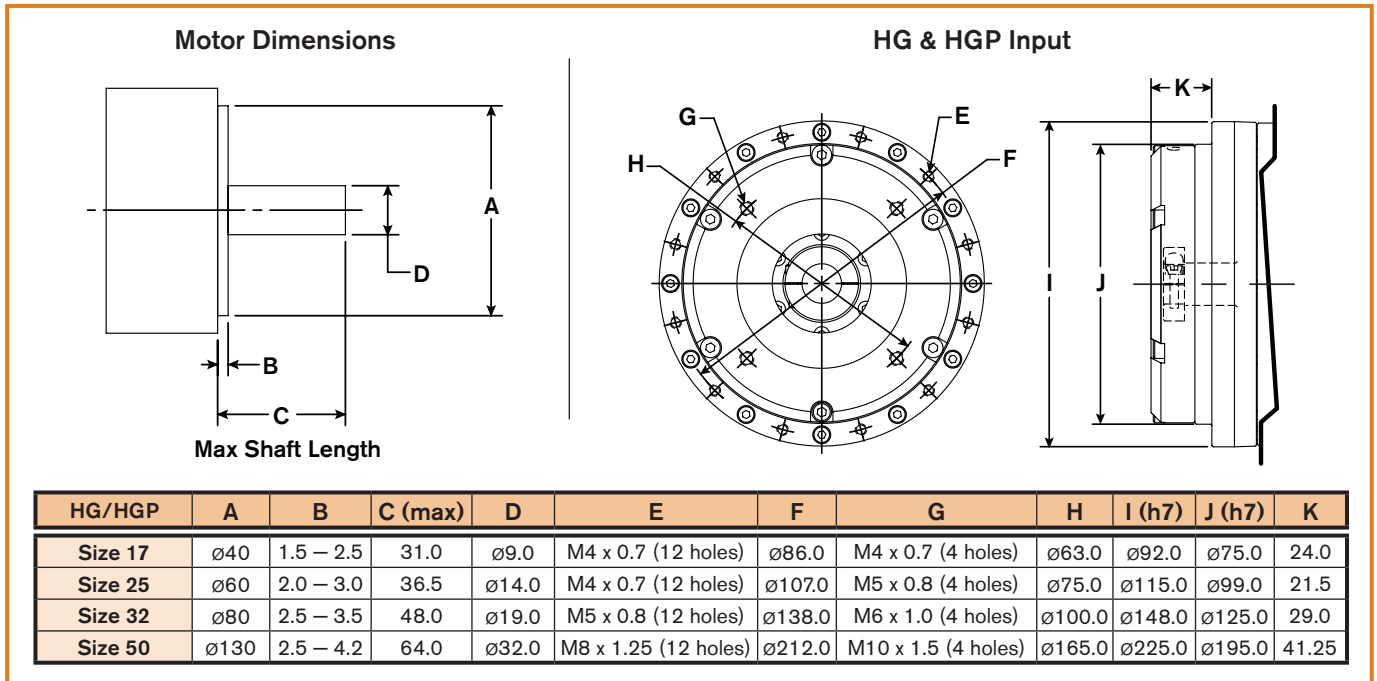 Motor Dimensions
HG & HGP Input
A
D
B
C
Max Shaft Length
G
H
E
F
K
I
J
HG/HGP A B C (max) D E F G H I (h7) J (h7) K
Size 17 ø40 1.5 – 2.5 31.0 ø9.0 M4 x 0.7 (12 holes) ø86.0 M4 x 0.7 (4 holes) ø63.0 ø92.0 ø75.0 24.0
Size 25 ø60 2.0 – 3.0 36.5 ø14.0 M4 x 0.7 (12 holes) ø107.0 M5 x 0.8 (4 holes) ø75.0 ø115.0 ø99.0 21.5
Size 32 ø80 2.5 – 3.5 48.0 ø19.0 M5 x 0.8 (12 holes) ø138.0 M6 x 1.0 (4 holes) ø100.0 ø148.0 ø125.0 29.0
Size 50 ø130 2.5 – 4.2 64.0 ø32.0 M8 x 1.25 (12 holes) ø212.0 M10 x 1.5 (4 holes) ø165.0 ø225.0 ø195.0 41.25